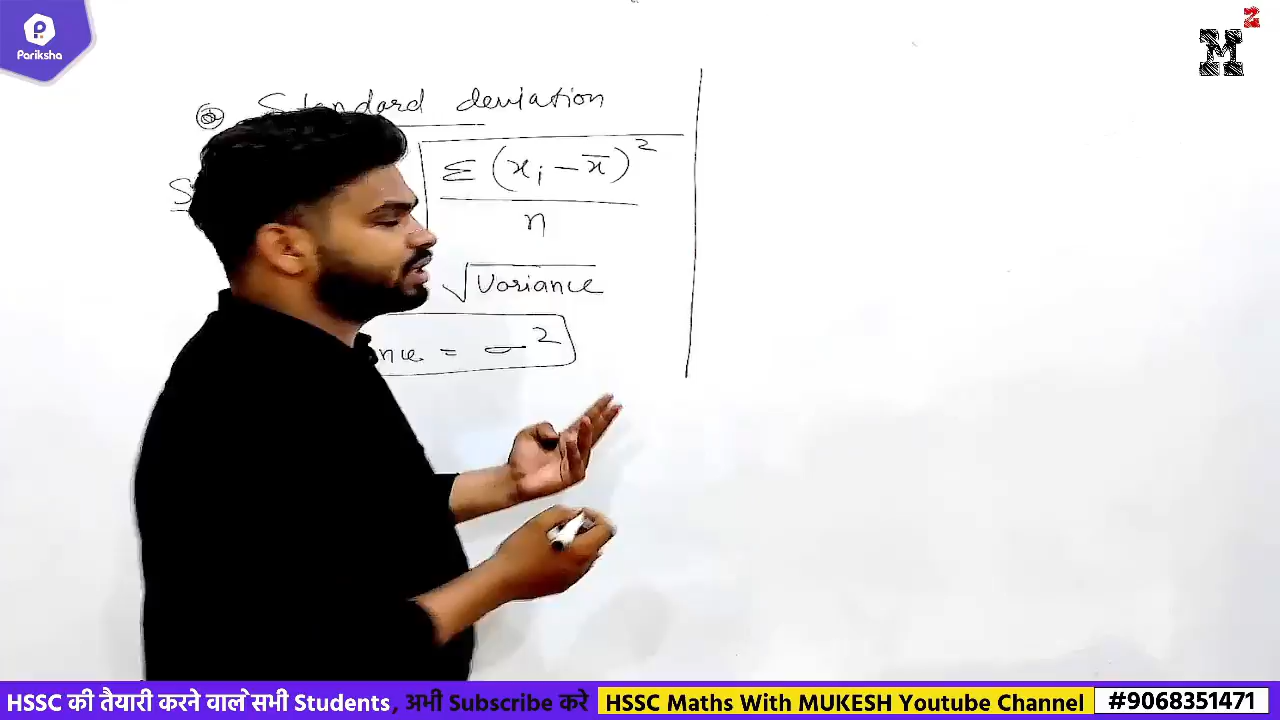 Pariksha
M2
Standard deviation
Σ (xi - x̄)²
n
√Variance
= σ²
HSSC की तैयारी करने वाले सभी Students, अभी Subscribe करे HSSC Maths With MUKESH Youtube Channel #9068351471